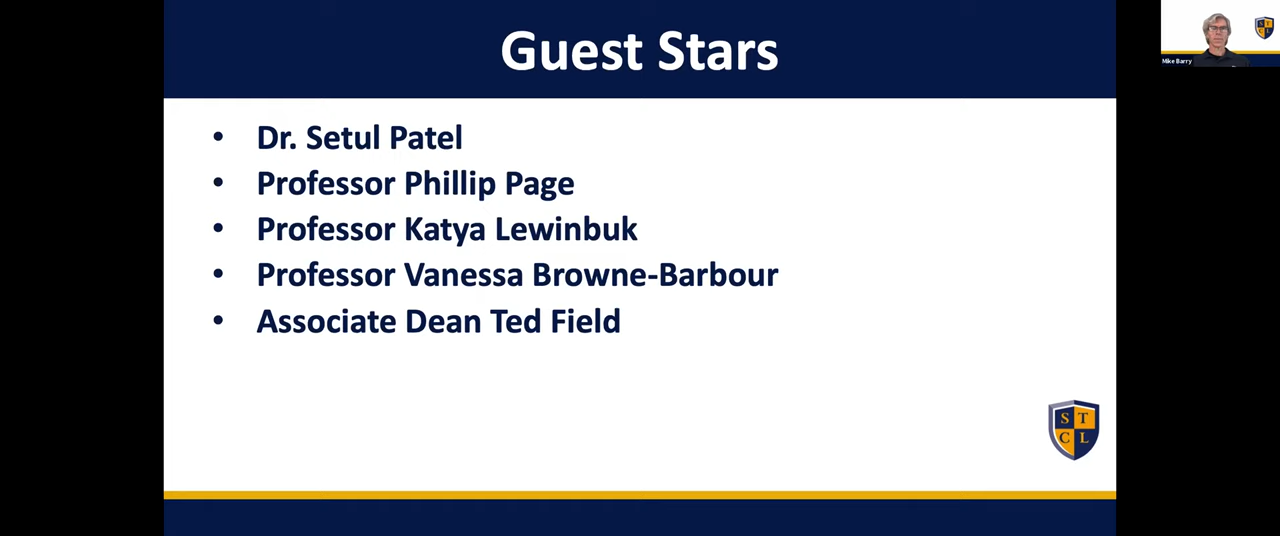 Guest Stars
• Dr. Setul Patel
• Professor Phillip Page
• Professor Katya Lewinbuk
• Professor Vanessa Browne-Barbour
• Associate Dean Ted Field
S T
C L
S T
C L
Mike Barry